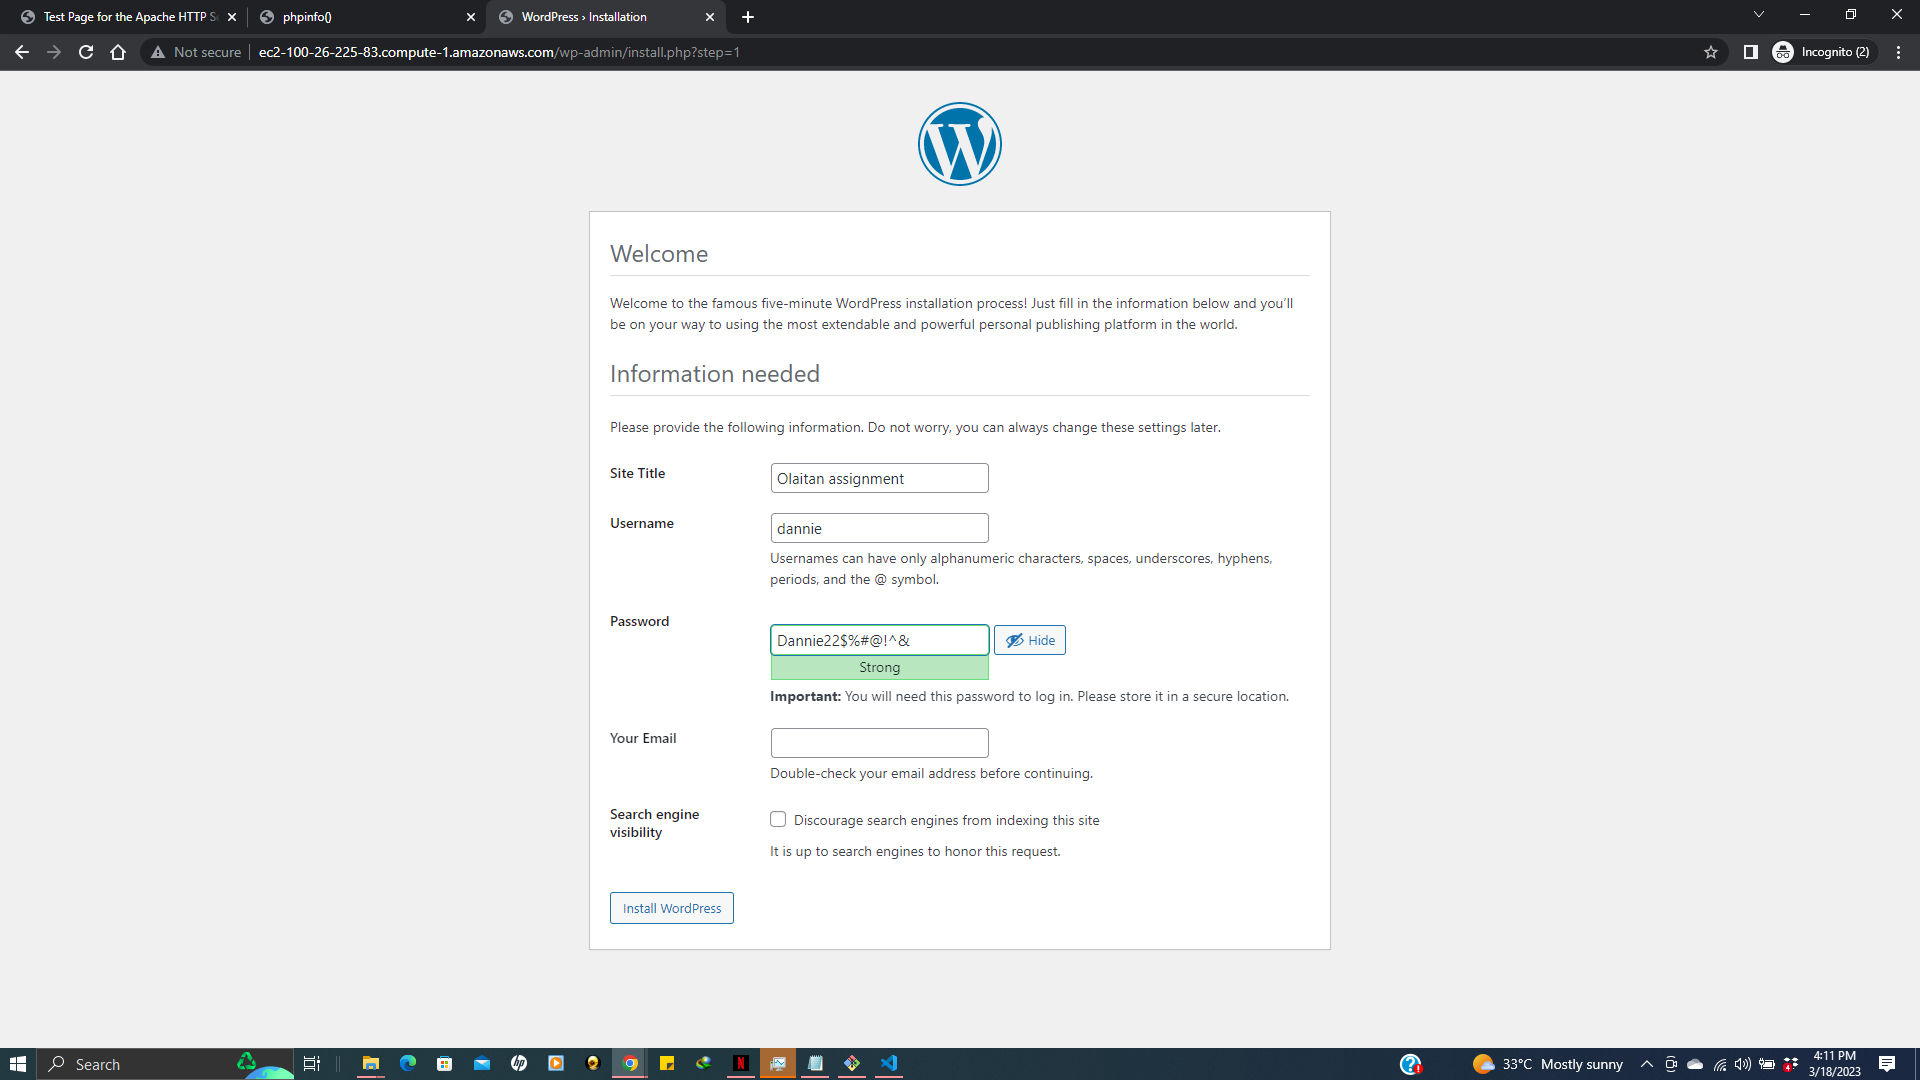 Test Page for the Apache HTTP S
phpinfo()
WordPress › Installation
Not secure
ec2-100-26-225-83.compute-1.amazonaws.com/wp-admin/install.php?step=1
Incognito (2)
Welcome
Welcome to the famous five-minute WordPress installation process! Just fill in the information below and you’ll
be on your way to using the most extendable and powerful personal publishing platform in the world.
Information needed
Please provide the following information. Do not worry, you can always change these settings later.
Site Title
Olaitan assignment
Username
dannie
Usernames can have only alphanumeric characters, spaces, underscores, hyphens,
periods, and the @ symbol.
Password
Dannie22$%#@!^&
Hide
Strong
Important: You will need this password to log in. Please store it in a secure location.
Your Email
Double-check your email address before continuing.
Search engine
visibility
Discourage search engines from indexing this site
It is up to search engines to honor this request.
Install WordPress
Search
33°C Mostly sunny
4:11 PM
3/18/2023